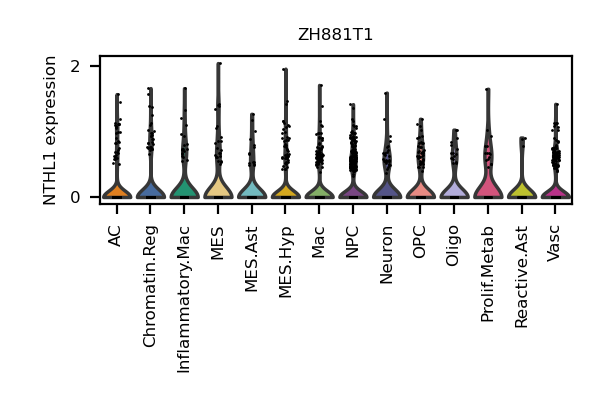 ZH881T1
NTHL1 expression
2
0
AC
Chromatin.Reg
Inflammatory.Mac
MES
MES.Ast
MES.Hyp
Mac
NPC
Neuron
OPC
Oligo
Prolif.Metab
Reactive.Ast
Vasc